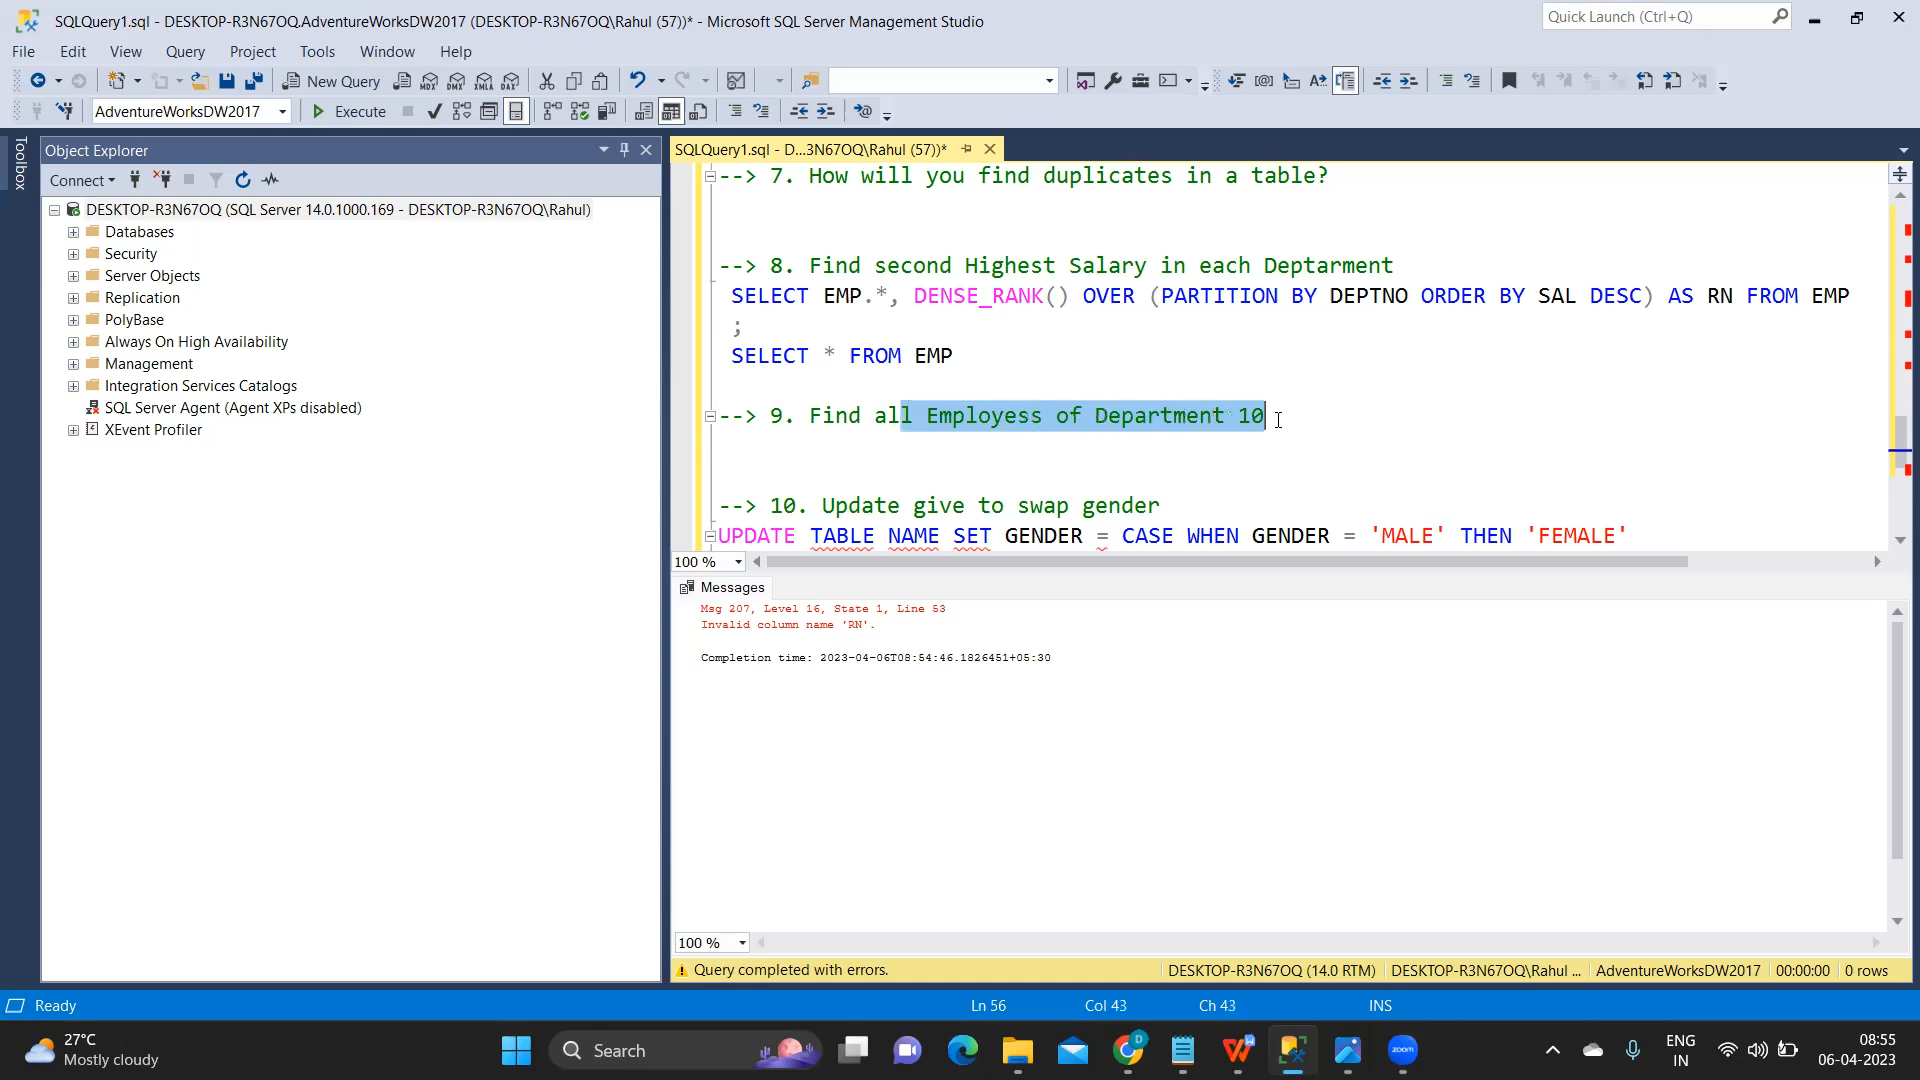 SQLQuery1.sql - DESKTOP-R3N67OQ.AdventureWorksDW2017 (DESKTOP-R3N67OQ\Rahul (57))* - Microsoft SQL Server Management Studio
Quick Launch (Ctrl+Q)
File Edit View Query Project Tools Window Help
New Query
MDX DMX XMLA DAX
AdventureWorksDW2017
Execute
Toolbox
Object Explorer
SQLQuery1.sql - D...3N67OQ\Rahul (57))*
Connect
DESKTOP-R3N67OQ (SQL Server 14.0.1000.169 - DESKTOP-R3N67OQ\Rahul)
Databases
Security
Server Objects
Replication
PolyBase
Always On High Availability
Management
Integration Services Catalogs
SQL Server Agent (Agent XPs disabled)
XEvent Profiler
--> 7. How will you find duplicates in a table?
--> 8. Find second Highest Salary in each Deptarment
SELECT EMP.*, DENSE_RANK() OVER (PARTITION BY DEPTNO ORDER BY SAL DESC) AS RN FROM EMP
;
SELECT * FROM EMP
--> 9. Find all Employess of Department 10
--> 10. Update give to swap gender
UPDATE TABLE NAME SET GENDER = CASE WHEN GENDER = 'MALE' THEN 'FEMALE'
100 %
Messages
Msg 207, Level 16, State 1, Line 53
Invalid column name 'RN'.
Completion time: 2023-04-06T08:54:46.1826451+05:30
100 %
Query completed with errors.
DESKTOP-R3N67OQ (14.0 RTM) DESKTOP-R3N67OQ\Rahul ... AdventureWorksDW2017 00:00:00 0 rows
Ready
Ln 56 Col 43 Ch 43 INS
27°C
Mostly cloudy
Search
zoom
ENG
IN
08:55
06-04-2023